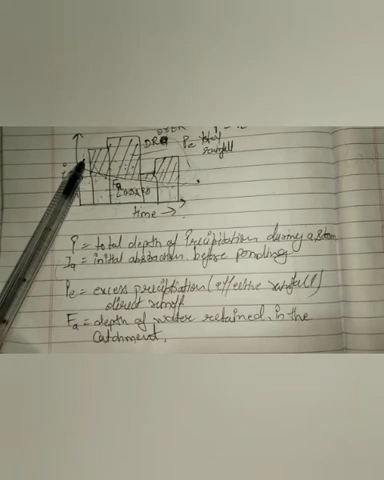 Pe
rainfall
Losses
time →
P = total depth of Precipitation during a storm
Ia = initial abstraction before ponding
Pe = excess precipitation (effective rainfall)
direct runoff
Fa = depth of water retained in the
Catchment.